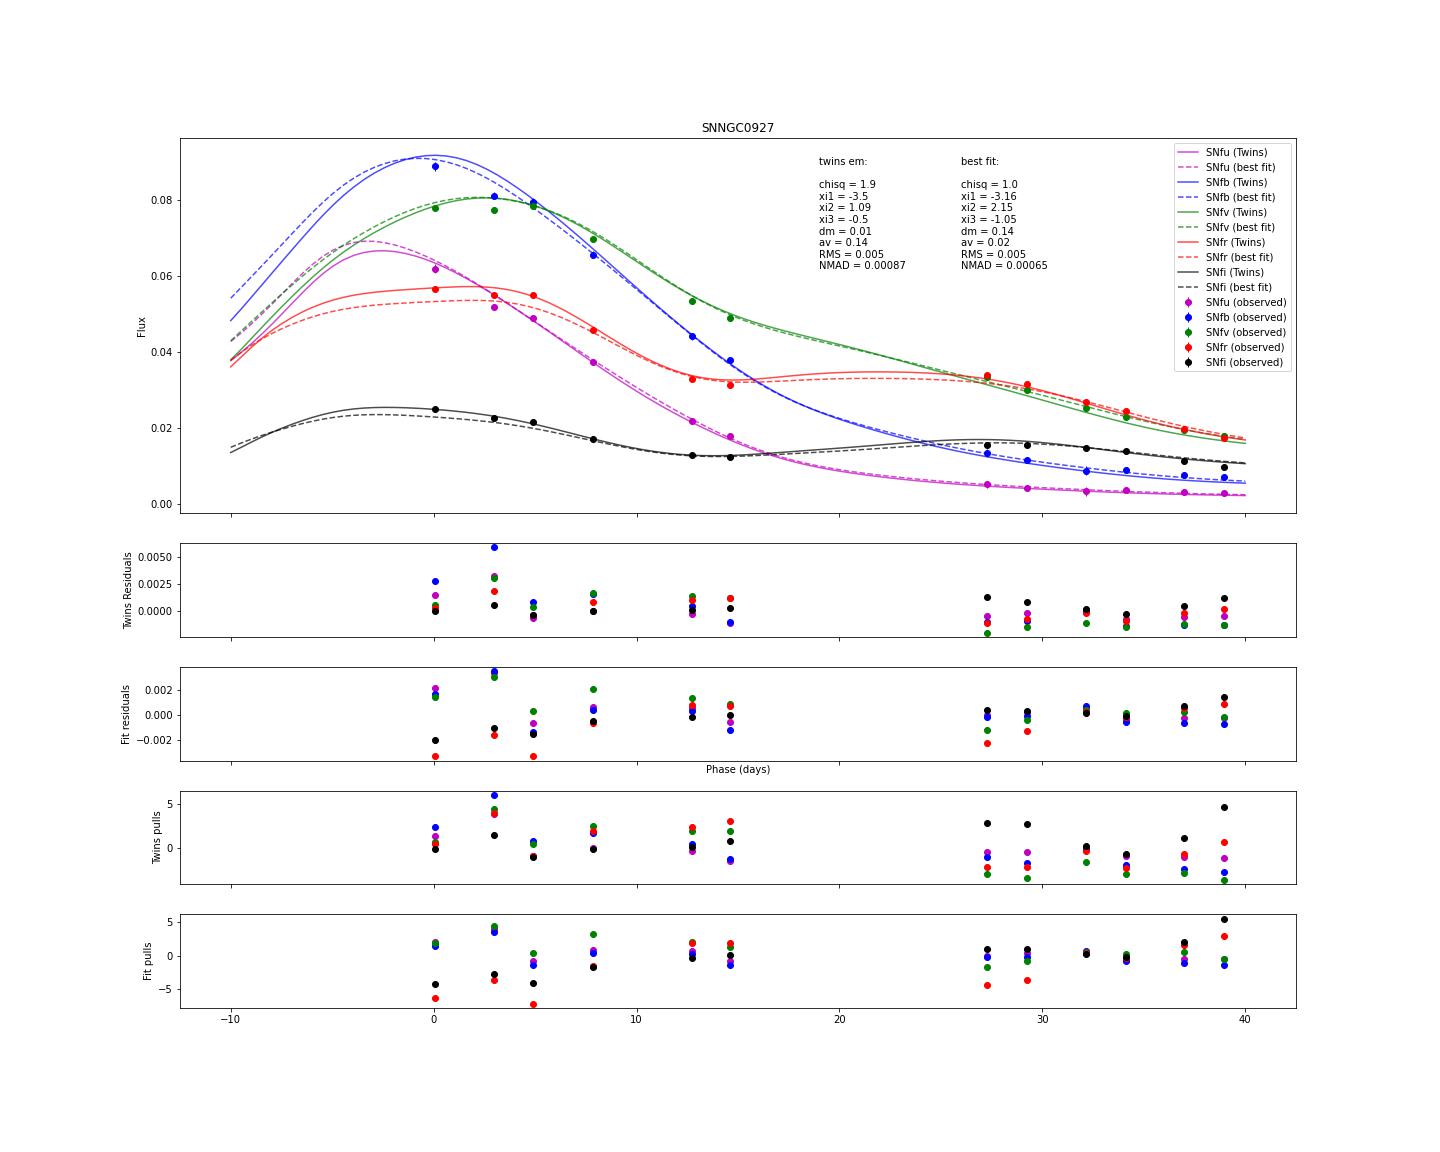 SNNGC0927
Flux
0.08
0.06
0.04
0.02
0.00
twins em:
chisq = 1.9
xi1 = -3.5
xi2 = 1.09
xi3 = -0.5
dm = 0.01
av = 0.14
RMS = 0.005
NMAD = 0.00087
best fit:
chisq = 1.0
xi1 = -3.16
xi2 = 2.15
xi3 = -1.05
dm = 0.14
av = 0.02
RMS = 0.005
NMAD = 0.00065
SNfu (Twins)
SNfu (best fit)
SNfb (Twins)
SNfb (best fit)
SNfv (Twins)
SNfv (best fit)
SNfr (Twins)
SNfr (best fit)
SNfi (Twins)
SNfi (best fit)
SNfu (observed)
SNfb (observed)
SNfv (observed)
SNfr (observed)
SNfi (observed)
Twins Residuals
0.0050
0.0025
0.0000
Fit residuals
0.002
0.000
−0.002
Phase (days)
Twins pulls
5
0
Fit pulls
5
0
−5
−10 0 10 20 30 40